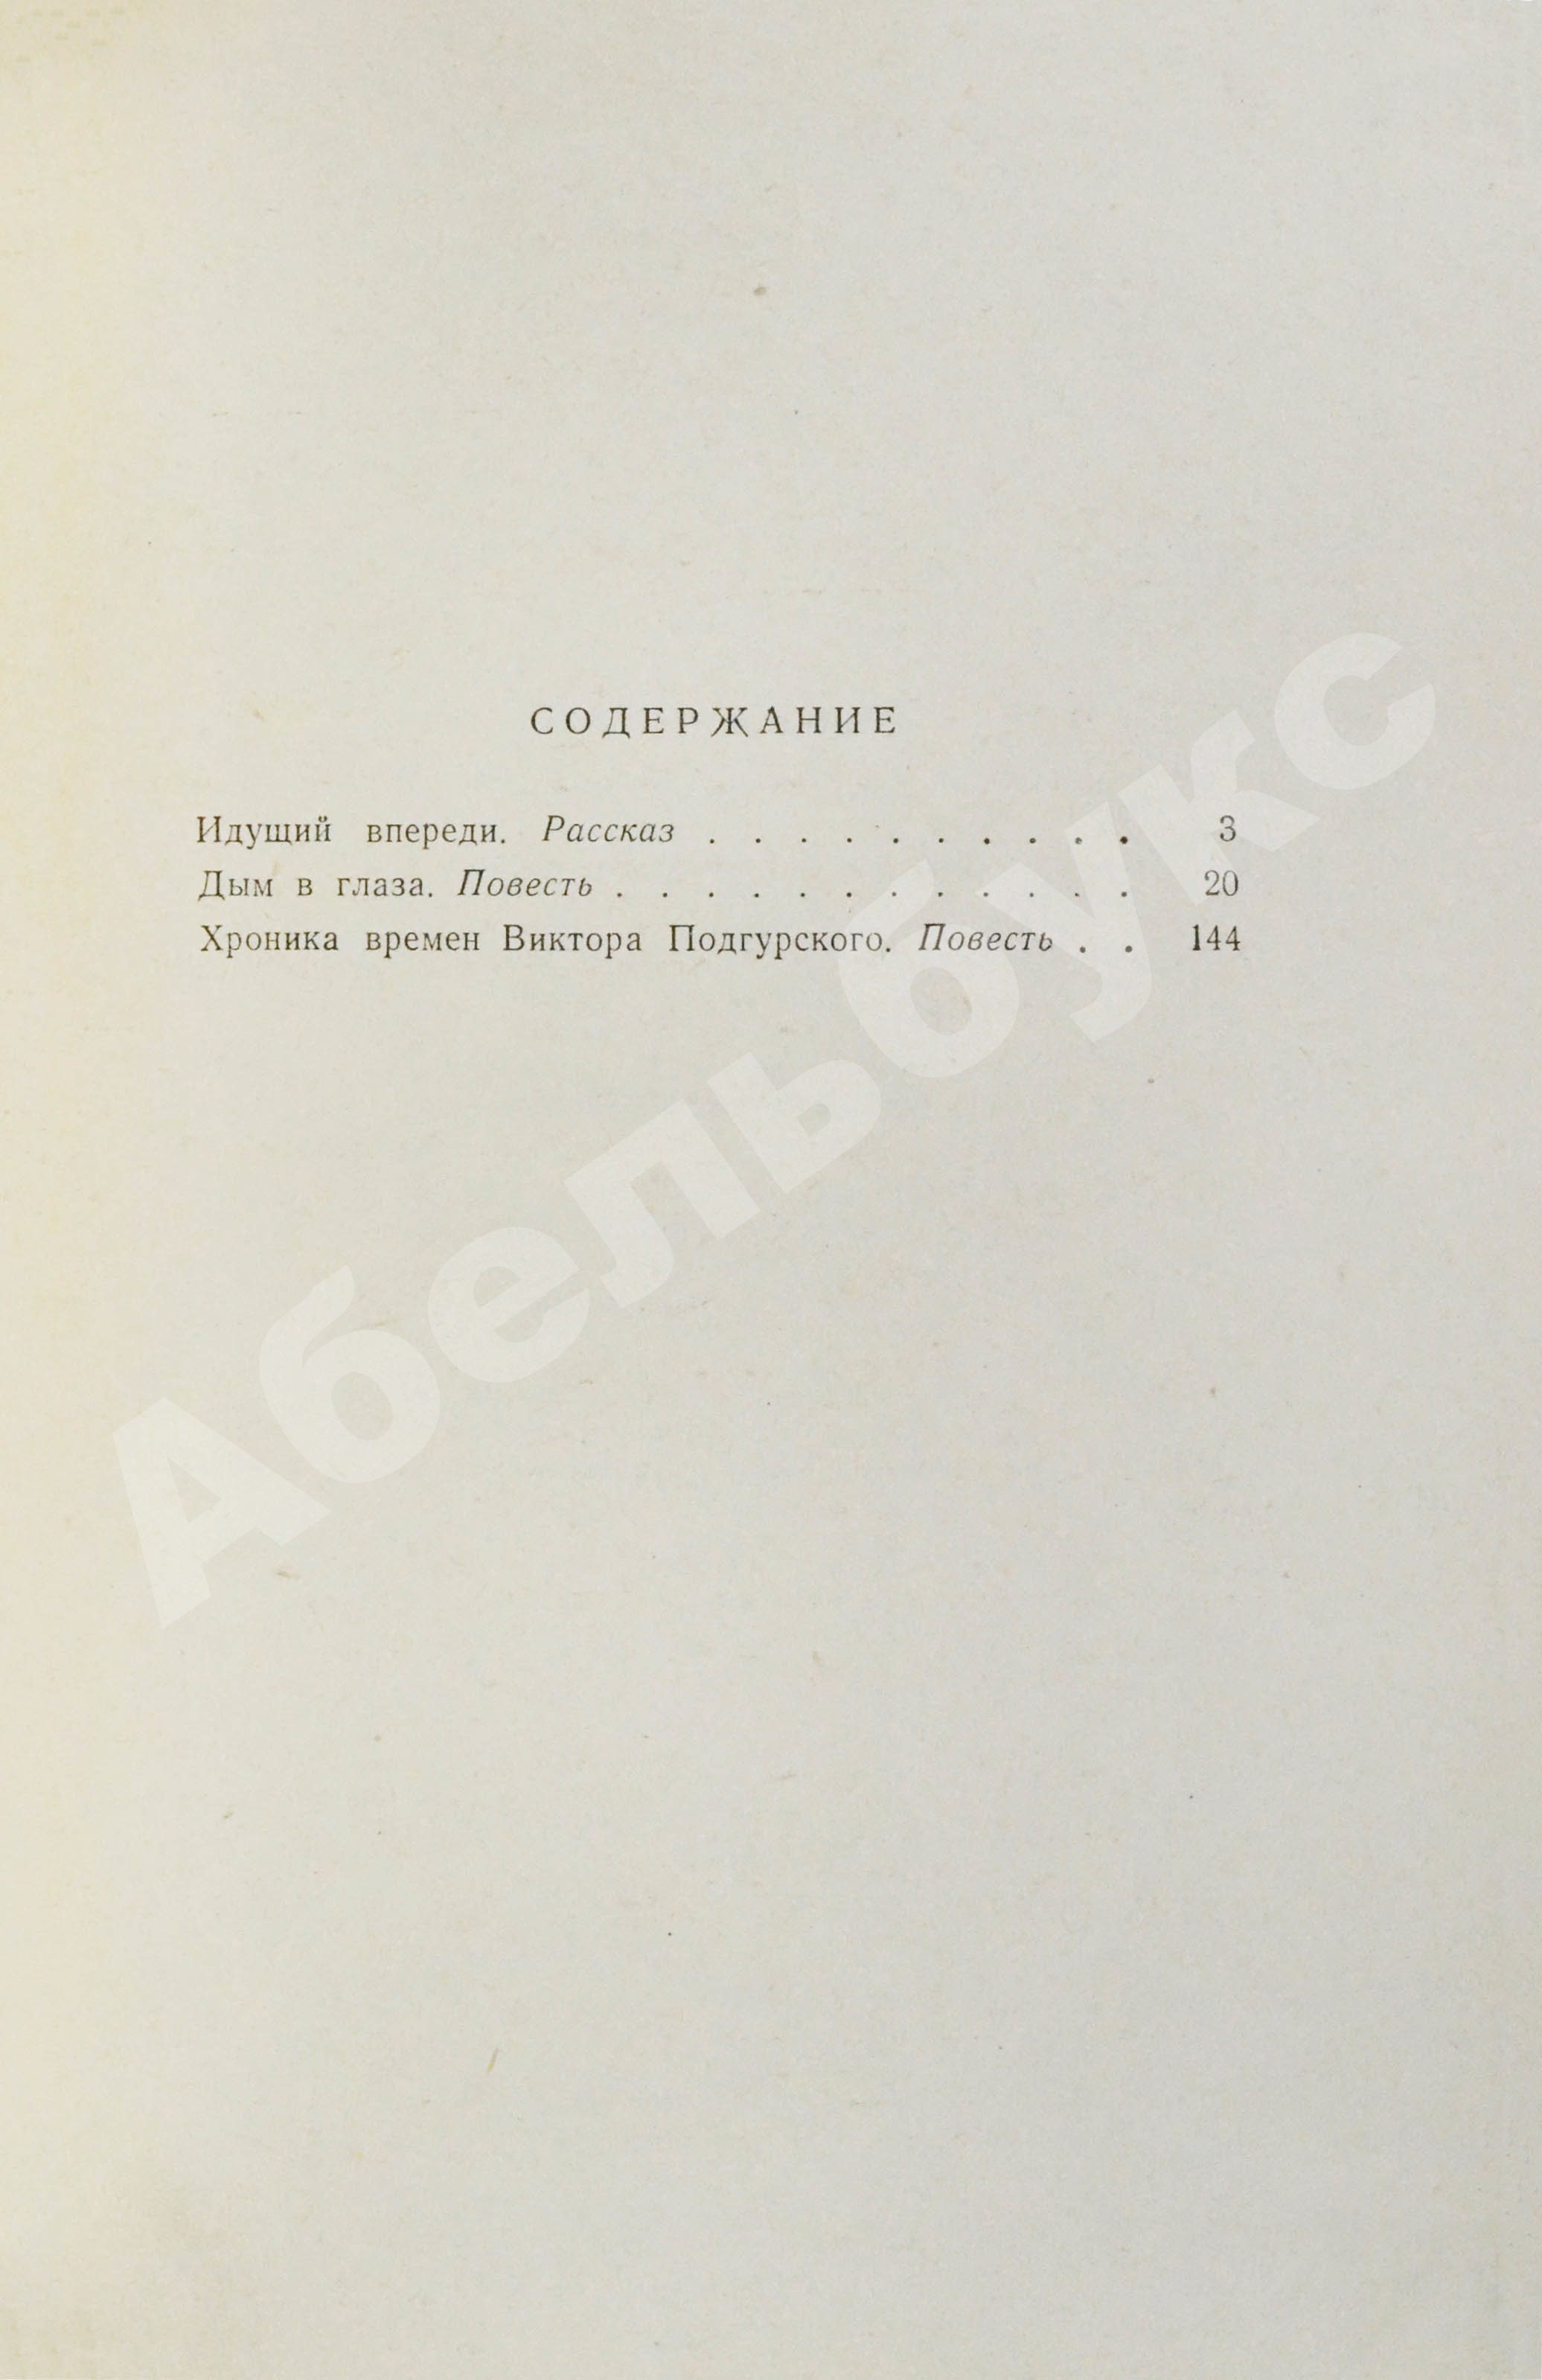 СОДЕРЖАНИЕ
Идущий впереди. Рассказ . . . . . . . . . . 3
Дым в глаза. Повесть . . . . . . . . . . . . 20
Хроника времен Виктора Подгурского. Повесть . . 144
Абельбукс